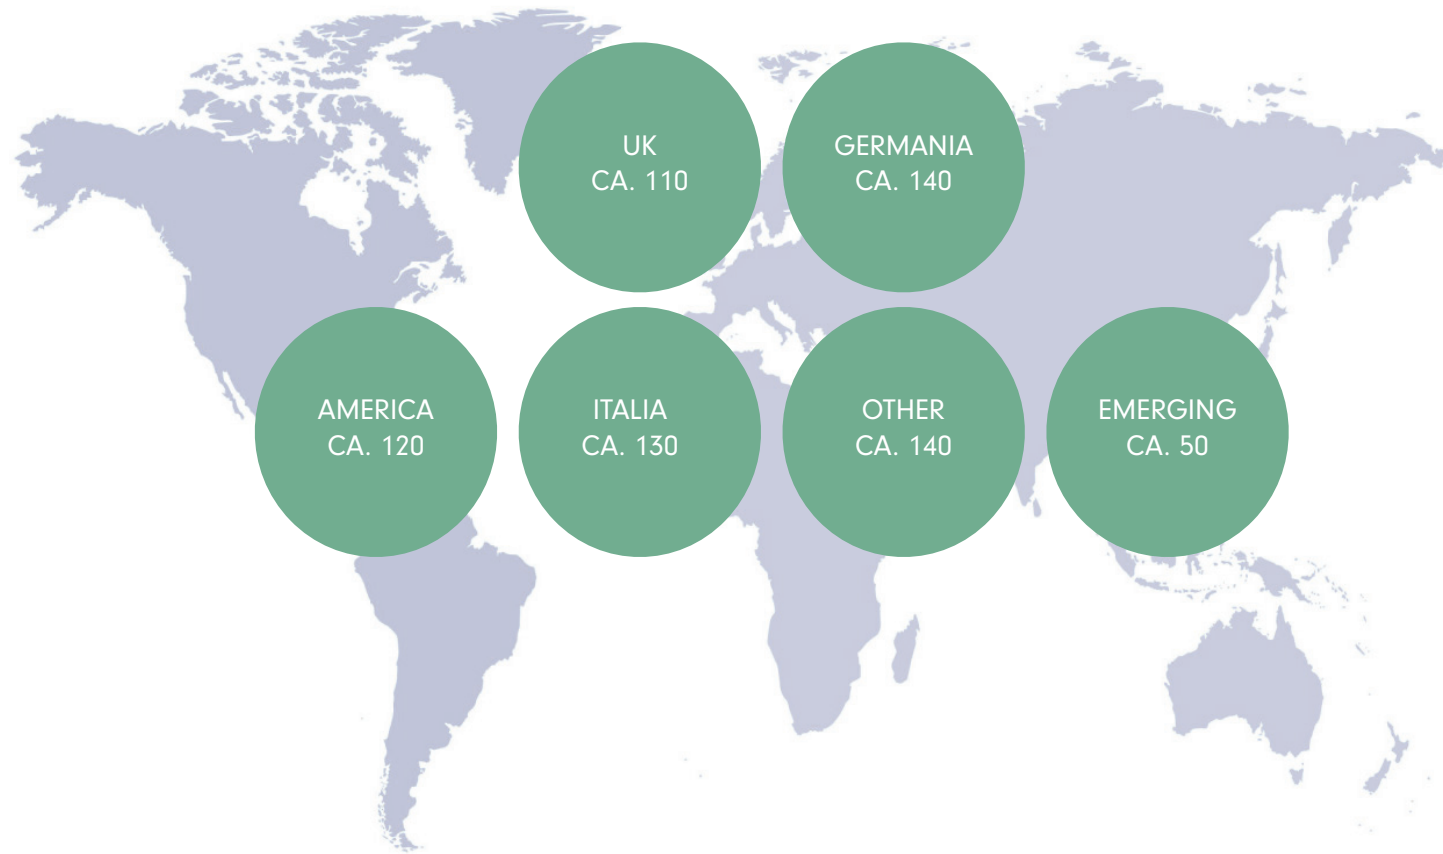 UK
CA. 110
GERMANIA
CA. 140
AMERICA
CA. 120
ITALIA
CA. 130
OTHER
CA. 140
EMERGING
CA. 50